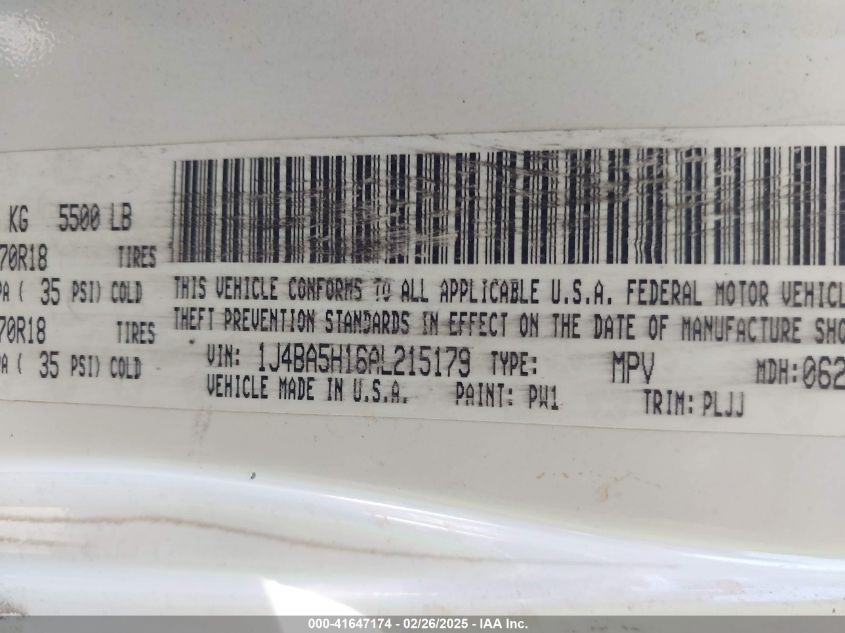 KG 5500 LB
70R18 TIRES
PA ( 35 PSI) COLD
70R18 TIRES
PA ( 35 PSI) COLD
THIS VEHICLE CONFORMS TO ALL APPLICABLE U.S.A. FEDERAL MOTOR VEHICL
THEFT PREVENTION STANDARDS IN EFFECT ON THE DATE OF MANUFACTURE SHO
VIN: 1J4BA5H16AL215179 TYPE: MPV MDH:062
VEHICLE MADE IN U.S.A. PAINT: PW1 TRIM: PLJJ
000-41647174 - 02/26/2025 - IAA Inc.